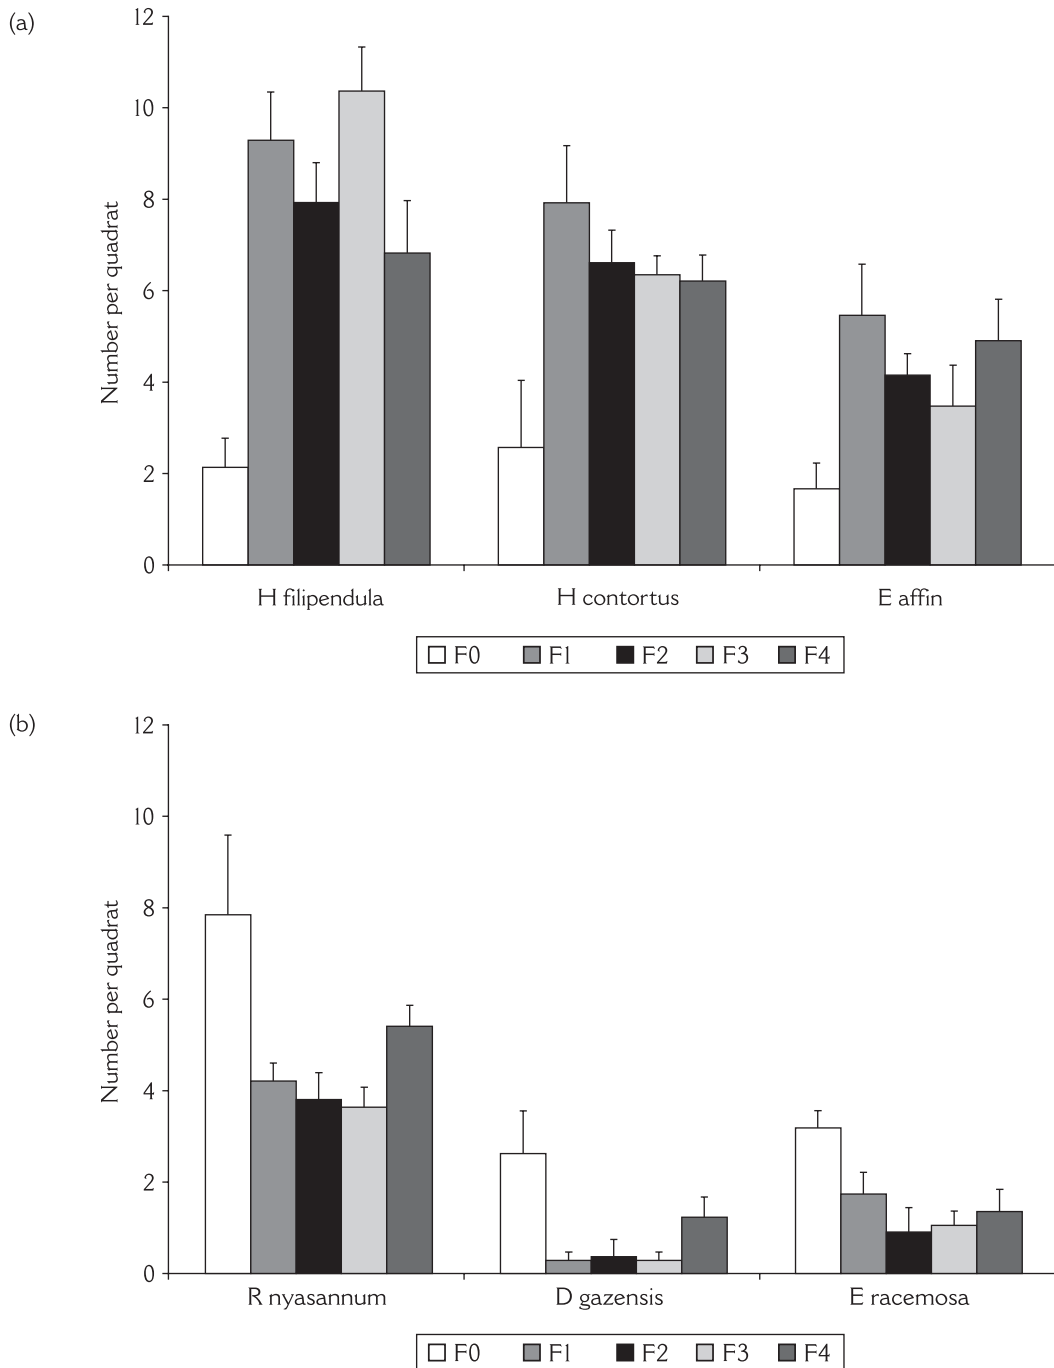 (a)
12
10
8
6
4
2
0
Number per quadrat
H filipendula H contortus E affin
F0 F1 F2 F3 F4
(b)
12
10
8
6
4
2
0
Number per quadrat
R nyasannum D gazensis E racemosa
F0 F1 F2 F3 F4